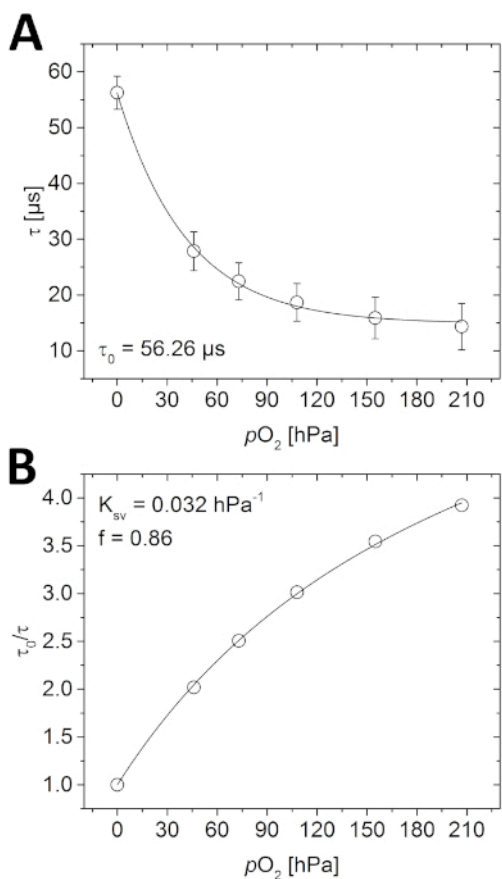 A
60
50
40
30
20
10
τ [µs]
τ₀ = 56.26 µs
0 30 60 90 120 150 180 210
pO₂ [hPa]
B
K_sv = 0.032 hPa⁻¹
f = 0.86
4.0
3.5
3.0
2.5
2.0
1.5
1.0
τ₀/τ
0 30 60 90 120 150 180 210
pO₂ [hPa]